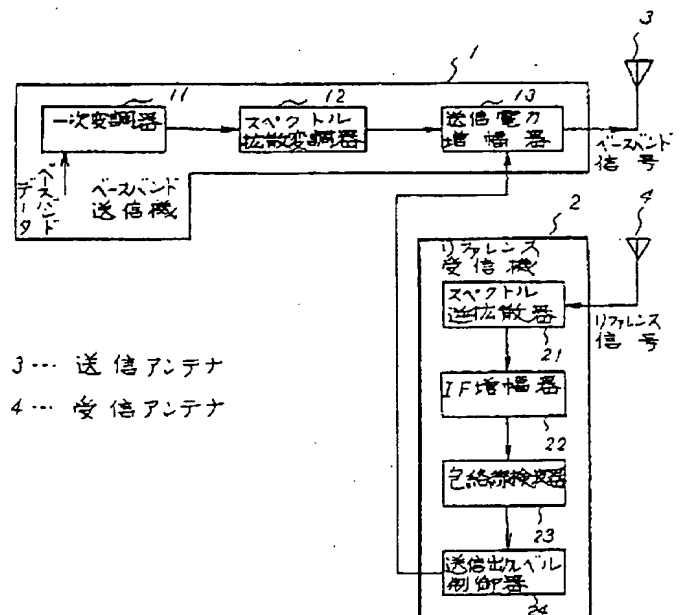 3
1
11
12
13
一次変調器
スペクトル
拡散変調器
送信電力
増幅器
ベースバンド
信号
ベースバンド
データ
ベースバンド
送信機
4
2
リファレンス
受信機
スペクトル
逆拡散器
21
リファレンス
信号
IF増幅器
22
包絡線検波器
23
送信出力レベル
制御器
24
3… 送信アンテナ
4… 受信アンテナ